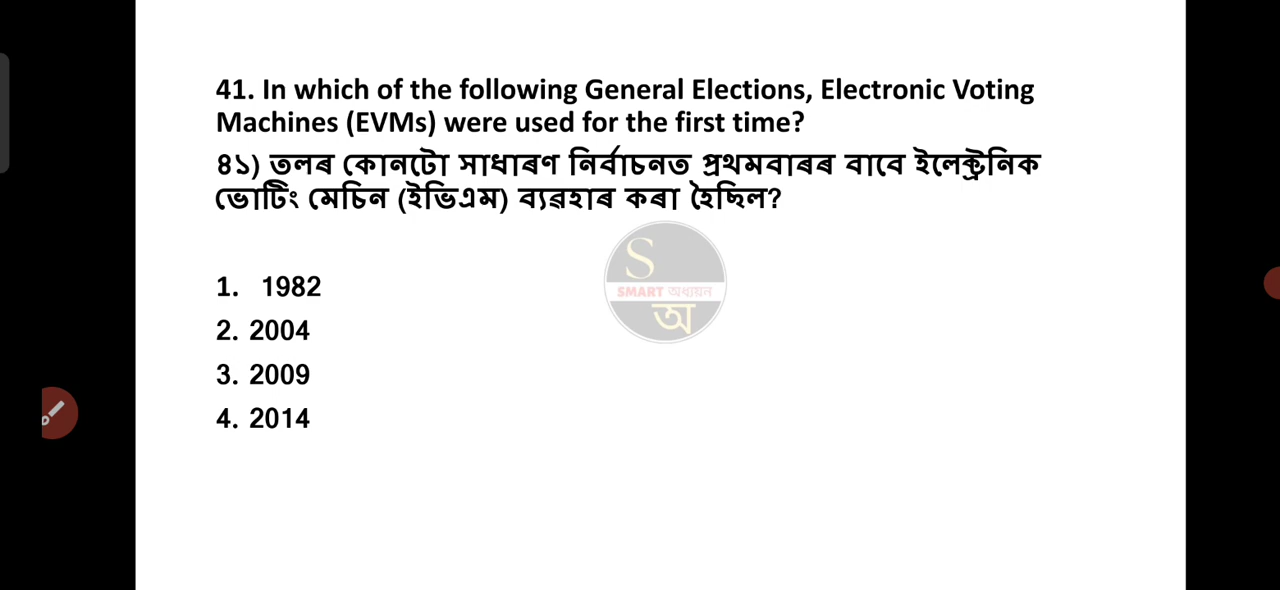 41. In which of the following General Elections, Electronic Voting
Machines (EVMs) were used for the first time?
৪১) তলৰ কোনটো সাধাৰণ নিৰ্বাচনত প্ৰথমবাৰৰ বাবে ইলেক্ট্ৰনিক
ভোটিং মেচিন (ইভিএম) ব্যৱহাৰ কৰা হৈছিল?
S
SMART অধ্যয়ন
অ
1. 1982
2. 2004
3. 2009
4. 2014